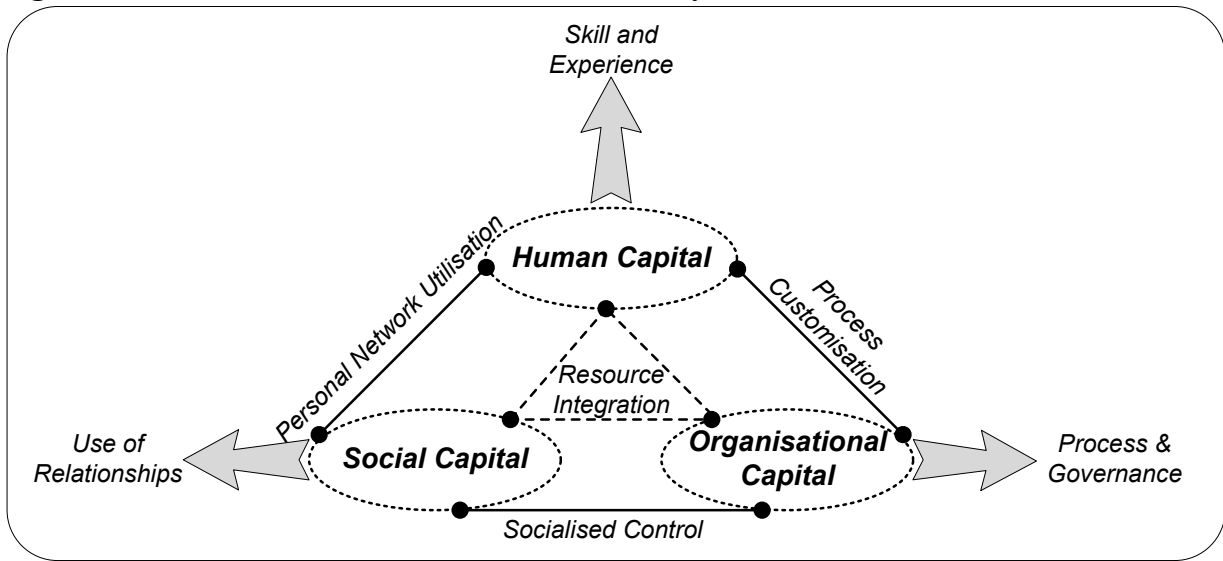 Skill and
Experience
Human Capital
Personal Network Utilisation
Process
Customisation
Resource
Integration
Use of
Relationships
Social Capital
Organisational
Capital
Process &
Governance
Socialised Control